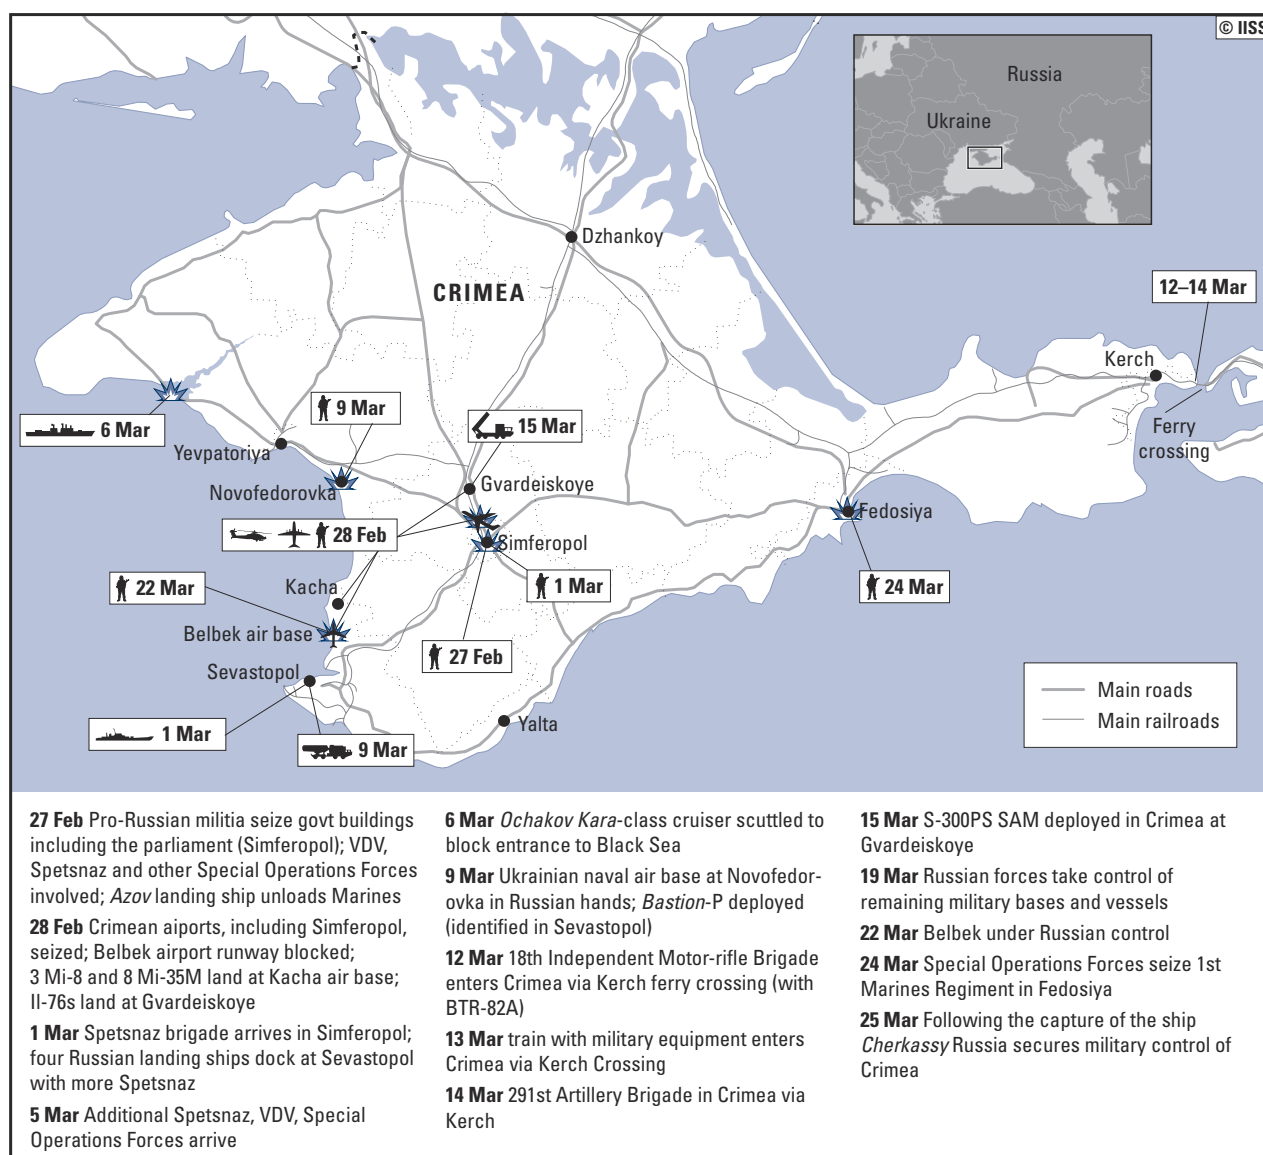 © IISS
Russia
Ukraine
Dzhankoy
CRIMEA
12–14 Mar
Kerch
9 Mar
6 Mar
15 Mar
Ferry
crossing
Yevpatoriya
Gvardeiskoye
Novofedorovka
Fedosiya
28 Feb
Simferopol
22 Mar
Kacha
1 Mar
24 Mar
Belbek air base
27 Feb
Sevastopol
Main roads
Yalta
Main railroads
1 Mar
9 Mar
27 Feb Pro-Russian militia seize govt buildings
including the parliament (Simferopol); VDV,
Spetsnaz and other Special Operations Forces
involved; Azov landing ship unloads Marines
28 Feb Crimean aiports, including Simferopol,
seized; Belbek airport runway blocked;
3 Mi-8 and 8 Mi-35M land at Kacha air base;
Il-76s land at Gvardeiskoye
1 Mar Spetsnaz brigade arrives in Simferopol;
four Russian landing ships dock at Sevastopol
with more Spetsnaz
5 Mar Additional Spetsnaz, VDV, Special
Operations Forces arrive
6 Mar Ochakov Kara-class cruiser scuttled to
block entrance to Black Sea
9 Mar Ukrainian naval air base at Novofedor-
ovka in Russian hands; Bastion-P deployed
(identified in Sevastopol)
12 Mar 18th Independent Motor-rifle Brigade
enters Crimea via Kerch ferry crossing (with
BTR-82A)
13 Mar train with military equipment enters
Crimea via Kerch Crossing
14 Mar 291st Artillery Brigade in Crimea via
Kerch
15 Mar S-300PS SAM deployed in Crimea at
Gvardeiskoye
19 Mar Russian forces take control of
remaining military bases and vessels
22 Mar Belbek under Russian control
24 Mar Special Operations Forces seize 1st
Marines Regiment in Fedosiya
25 Mar Following the capture of the ship
Cherkassy Russia secures military control of
Crimea